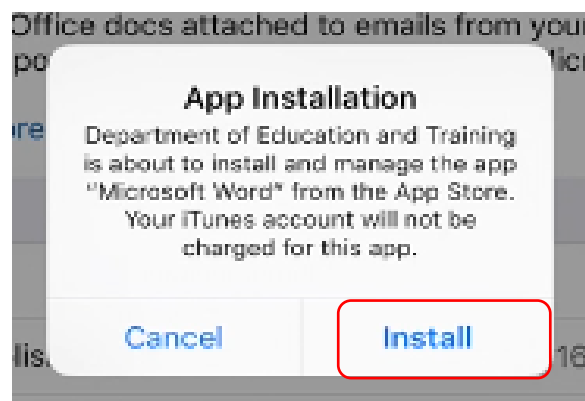 Office docs attached to emails from your
App Installation
Department of Education and Training
is about to install and manage the app
"Microsoft Word" from the App Store.
Your iTunes account will not be
charged for this app.
Cancel Install